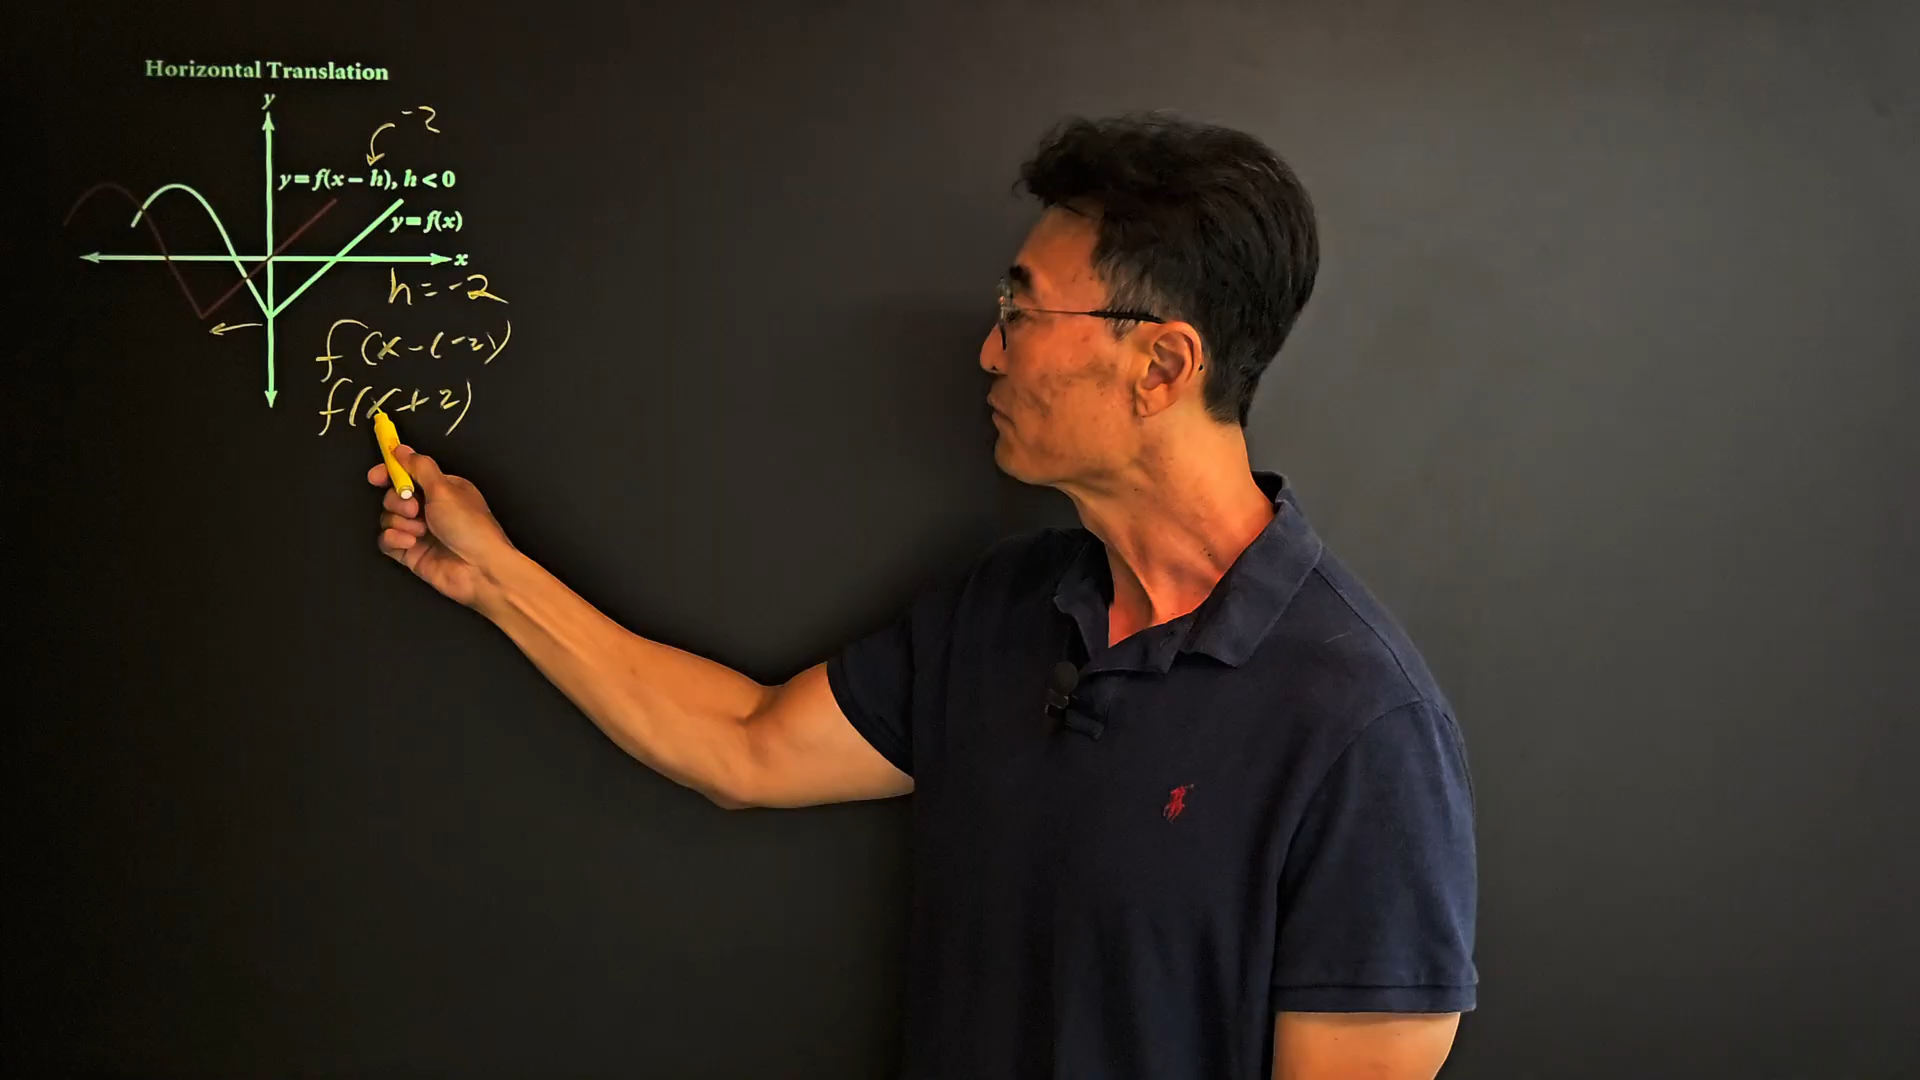 Horizontal Translation
y
-2
y = f(x – h), h < 0
y = f(x)
x
h = -2
f(x-(-2))
f(x+2)